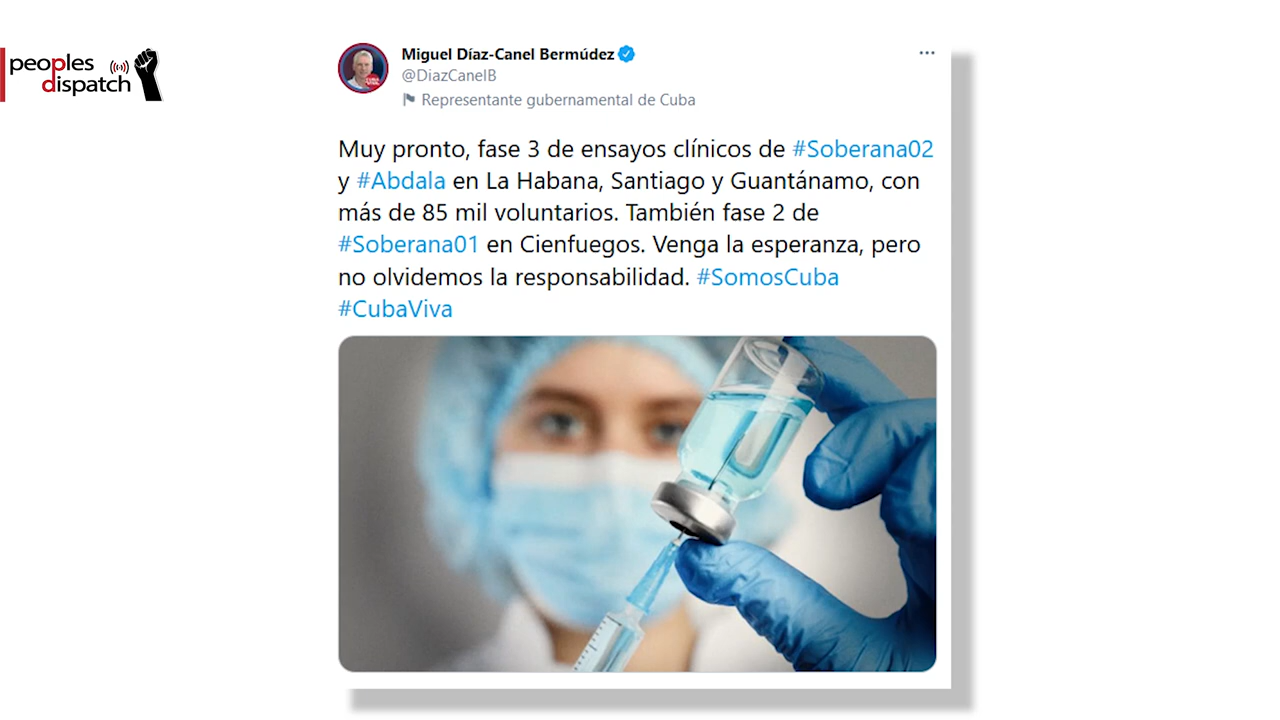 peoples
dispatch
Miguel Díaz-Canel Bermúdez
@DiazCanelB
Representante gubernamental de Cuba
Muy pronto, fase 3 de ensayos clínicos de #Soberana02
y #Abdala en La Habana, Santiago y Guantánamo, con
más de 85 mil voluntarios. También fase 2 de
#Soberana01 en Cienfuegos. Venga la esperanza, pero
no olvidemos la responsabilidad. #SomosCuba
#CubaViva